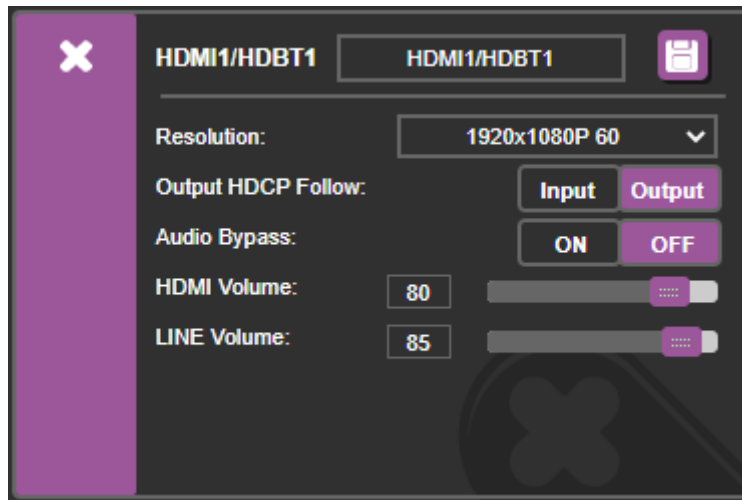 HDMI1/HDBT1 HDMI1/HDBT1
Resolution: 1920x1080P 60
Output HDCP Follow: Input Output
Audio Bypass: ON OFF
HDMI Volume: 80
LINE Volume: 85